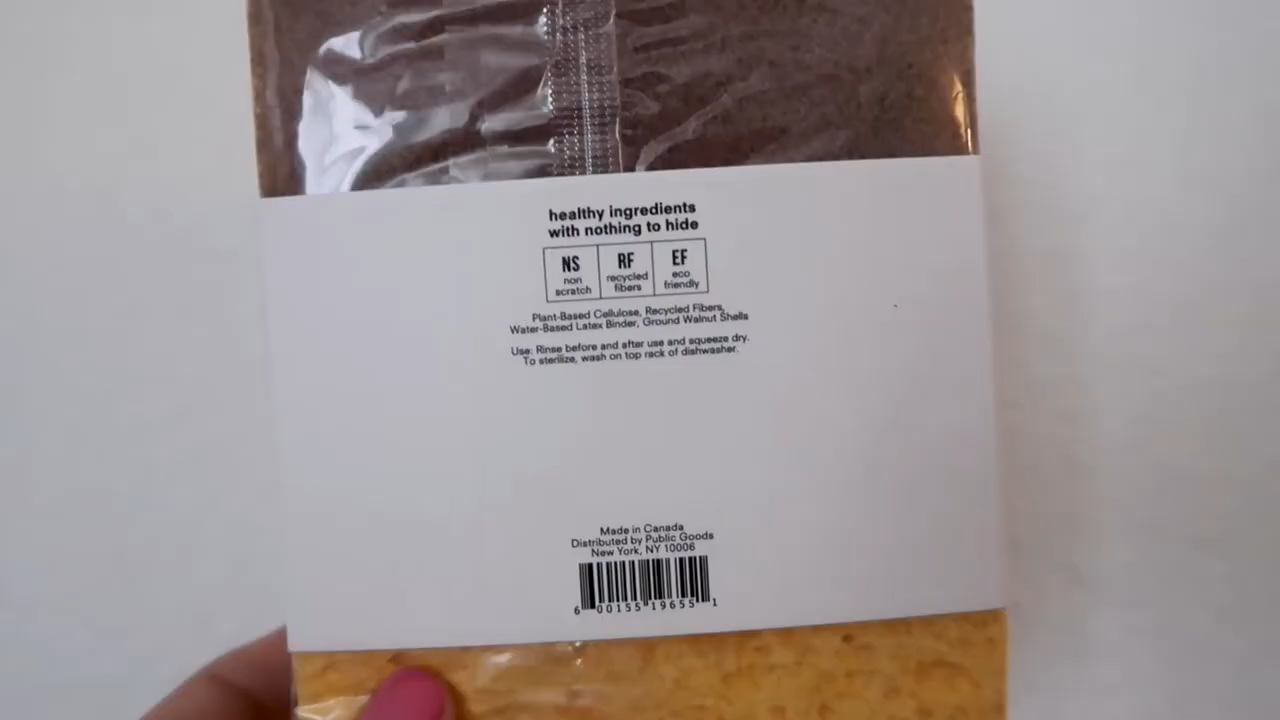 healthy ingredients
with nothing to hide
NS RF EF
non scratch
recycled fibers
eco friendly
Plant-Based Cellulose, Recycled Fibers,
Water-Based Latex Binder, Ground Walnut Shells
Use: Rinse before and after use and squeeze dry.
To sterilize, wash on top rack of dishwasher.
Made in Canada
Distributed by Public Goods
New York, NY 10006
6 00155 19655 1